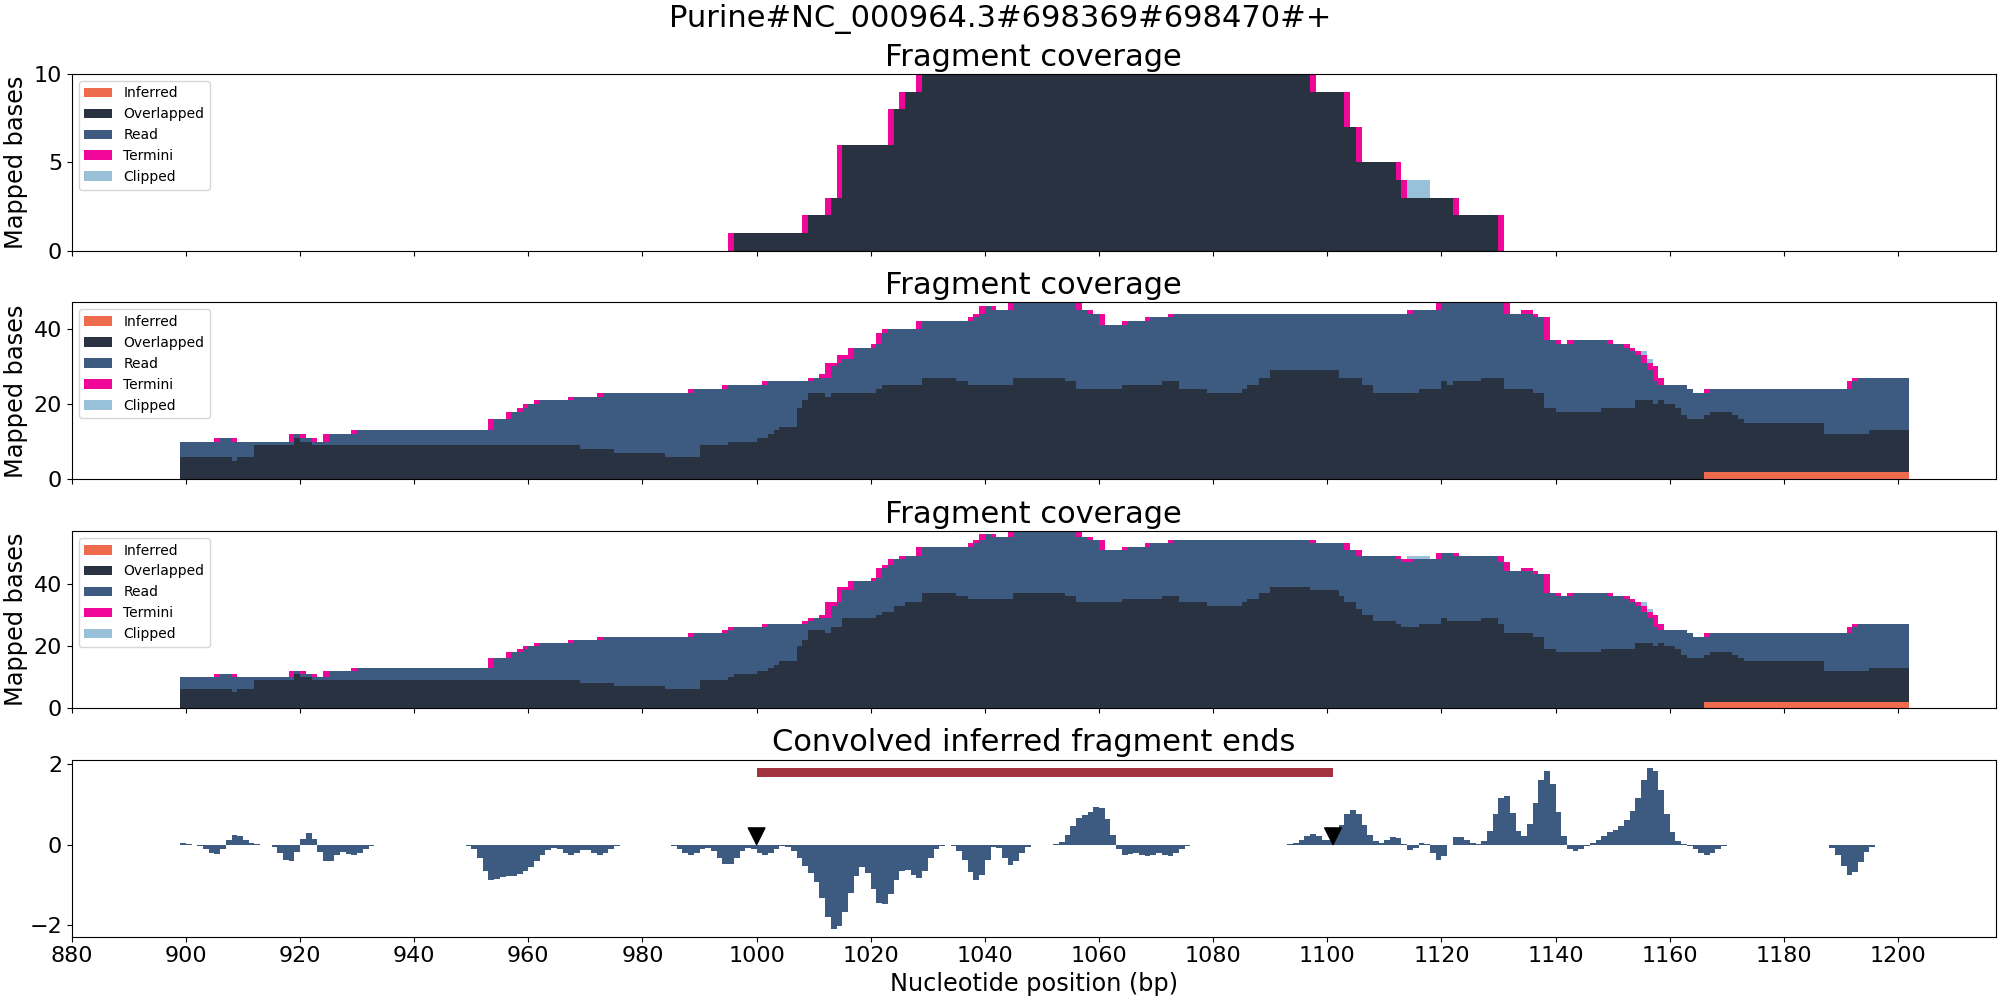 Purine#NC_000964.3#698369#698470#+
Fragment coverage
Mapped bases
10
5
0
Inferred
Overlapped
Read
Termini
Clipped
Fragment coverage
Mapped bases
40
20
0
Inferred
Overlapped
Read
Termini
Clipped
Fragment coverage
Mapped bases
40
20
0
Inferred
Overlapped
Read
Termini
Clipped
Convolved inferred fragment ends
2
0
−2
880 900 920 940 960 980 1000 1020 1040 1060 1080 1100 1120 1140 1160 1180 1200
Nucleotide position (bp)